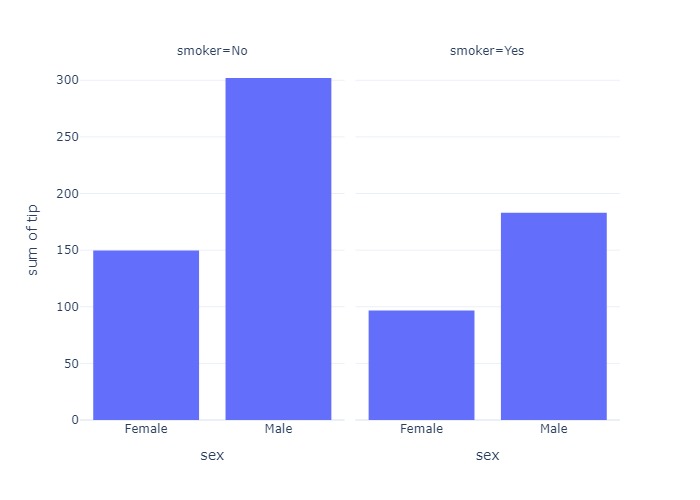 smoker=No
smoker=Yes
300
250
200
150
100
50
0
sum of tip
Female
Male
Female
Male
sex
sex